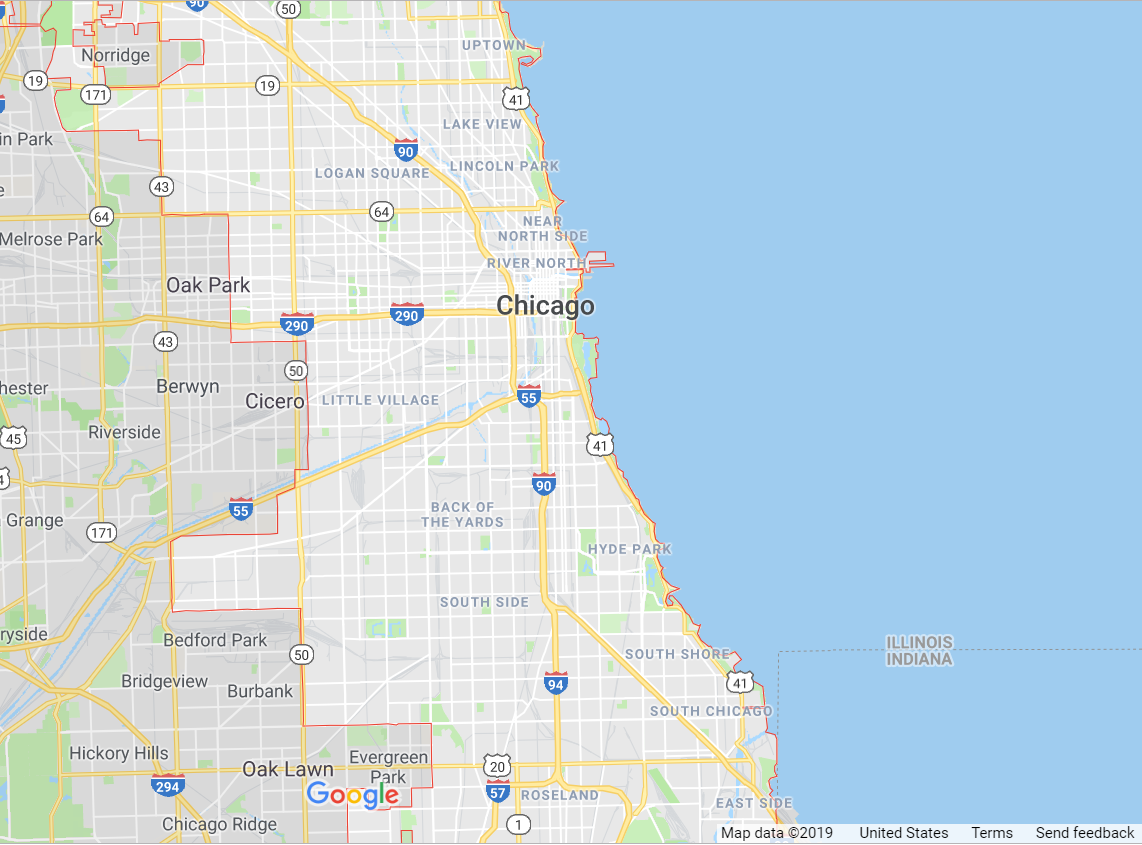 90
50
UPTOWN
Norridge
19
171
19
41
LAKE VIEW
90
LINCOLN PARK
LOGAN SQUARE
43
64
64
NEAR
NORTH SIDE
Melrose Park
RIVER NORTH
Oak Park
Chicago
290
290
43
50
Berwyn
55
Cicero
LITTLE VILLAGE
Riverside
45
41
90
55
BACK OF
THE YARDS
Grange
171
HYDE PARK
SOUTH SIDE
Bedford Park
ILLINOIS
INDIANA
50
SOUTH SHORE
Bridgeview
94
41
Burbank
SOUTH CHICAGO
Hickory Hills
Evergreen
Park
20
Oak Lawn
294
57
Google
ROSELAND
EAST SIDE
Chicago Ridge
1
Map data ©2019
United States
Terms
Send feedback